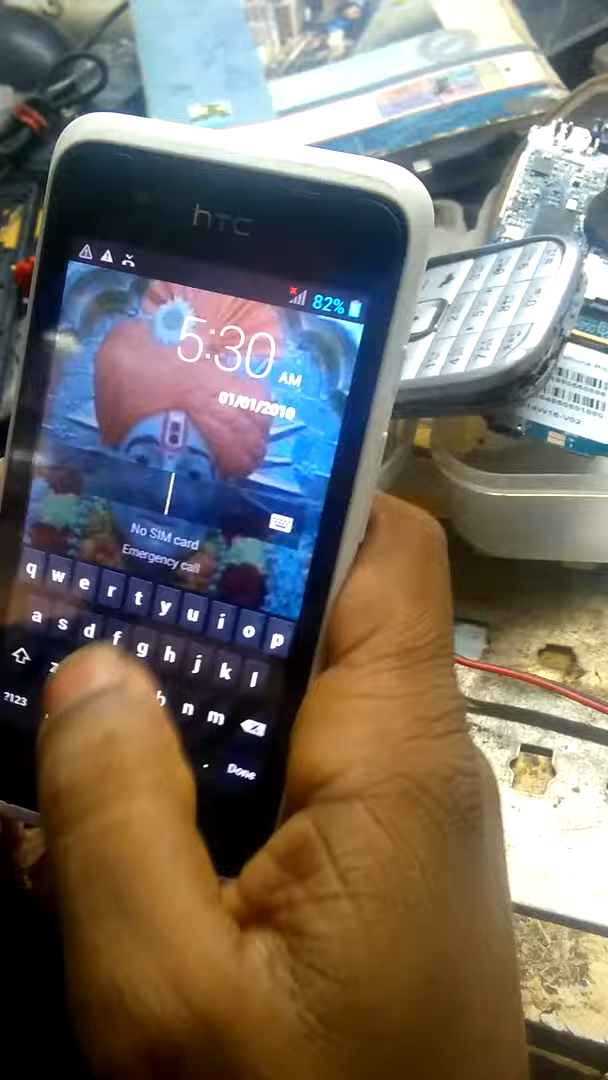 hTC
82%
5:30 AM
01/01/2010
No SIM card
Emergency call
q w e r t y u i o p
a s d f g h j k l
z b n m
?123 . Done